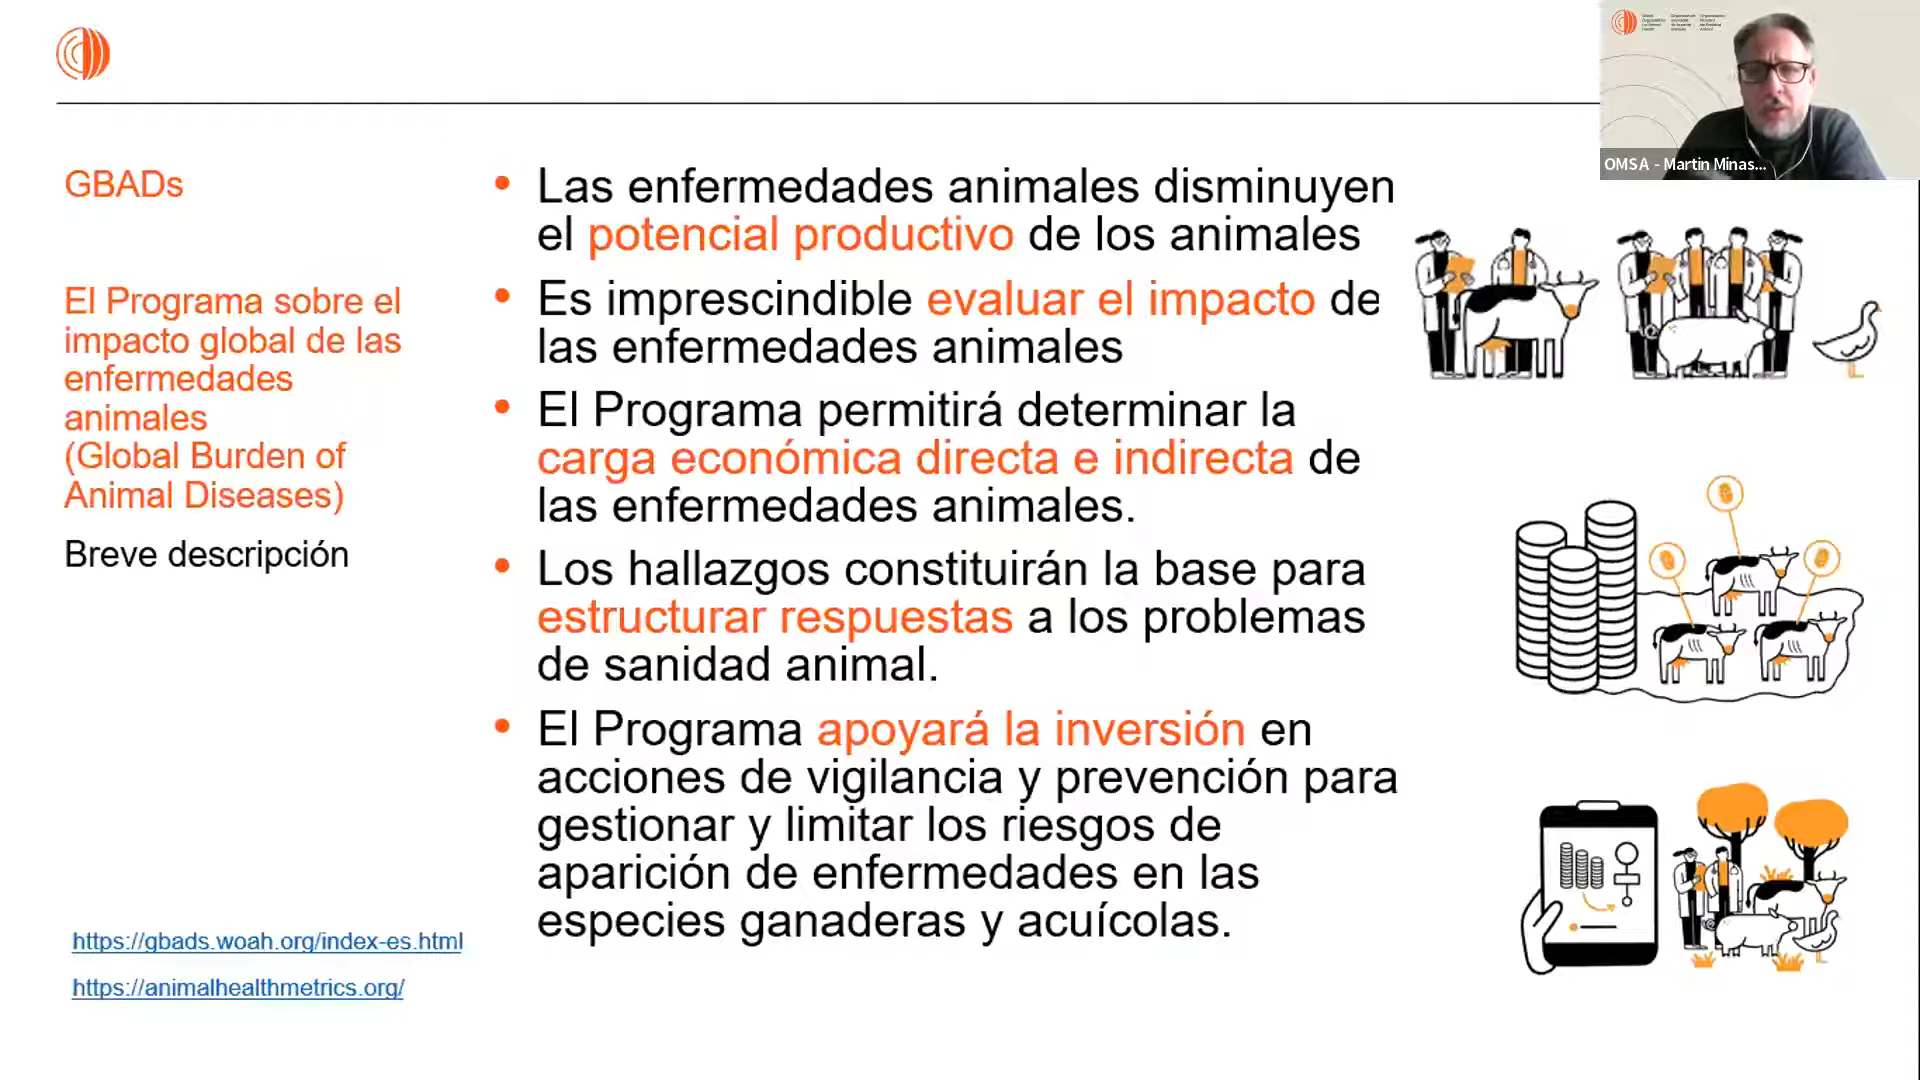 GBADs
El Programa sobre el
impacto global de las
enfermedades
animales
(Global Burden of
Animal Diseases)
Breve descripción
https://gbads.woah.org/index-es.html
https://animalhealthmetrics.org/
• Las enfermedades animales disminuyen
el potencial productivo de los animales
• Es imprescindible evaluar el impacto de
las enfermedades animales
• El Programa permitirá determinar la
carga económica directa e indirecta de
las enfermedades animales.
• Los hallazgos constituirán la base para
estructurar respuestas a los problemas
de sanidad animal.
• El Programa apoyará la inversión en
acciones de vigilancia y prevención para
gestionar y limitar los riesgos de
aparición de enfermedades en las
especies ganaderas y acuícolas.
OMSA - Martin Minas...